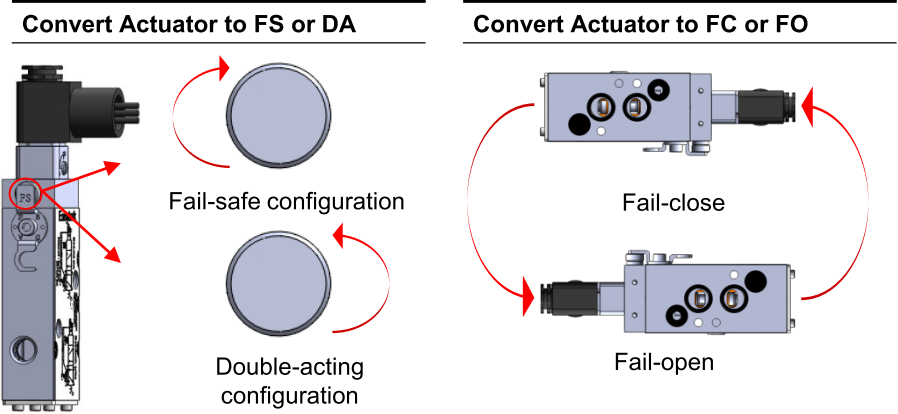 Convert Actuator to FS or DA
Convert Actuator to FC or FO
FS
Fail-safe configuration
Fail-close
Double-acting
configuration
Fail-open